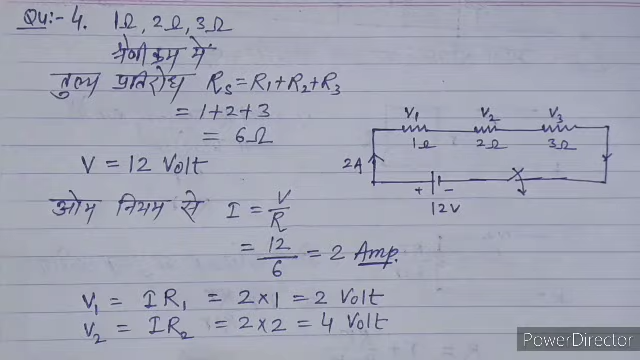 Qu:- 4. 1Ω, 2Ω, 3Ω
श्रेणीक्रम में
तुल्य प्रतिरोध Rs = R1 + R2 + R3
= 1 + 2 + 3
= 6Ω
V = 12 Volt
V1 V2 V3
1Ω 2Ω 3Ω
2A
+ -
12V
ओम नियम से I = V/R
= 12/6 = 2 Amp.
V1 = I R1 = 2×1 = 2 Volt
V2 = I R2 = 2×2 = 4 Volt
PowerDirector